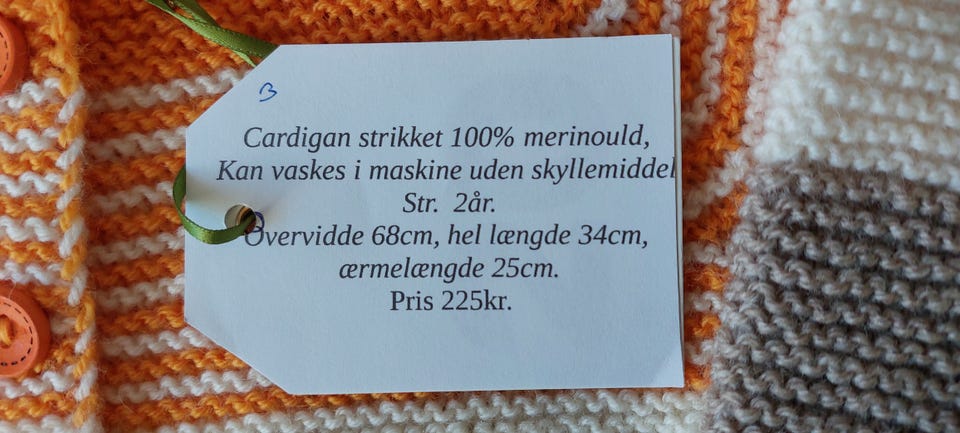 Cardigan strikket 100% merinould,
Kan vaskes i maskine uden skyllemiddel
Str. 2år.
Overvidde 68cm, hel længde 34cm,
ærmelængde 25cm.
Pris 225kr.